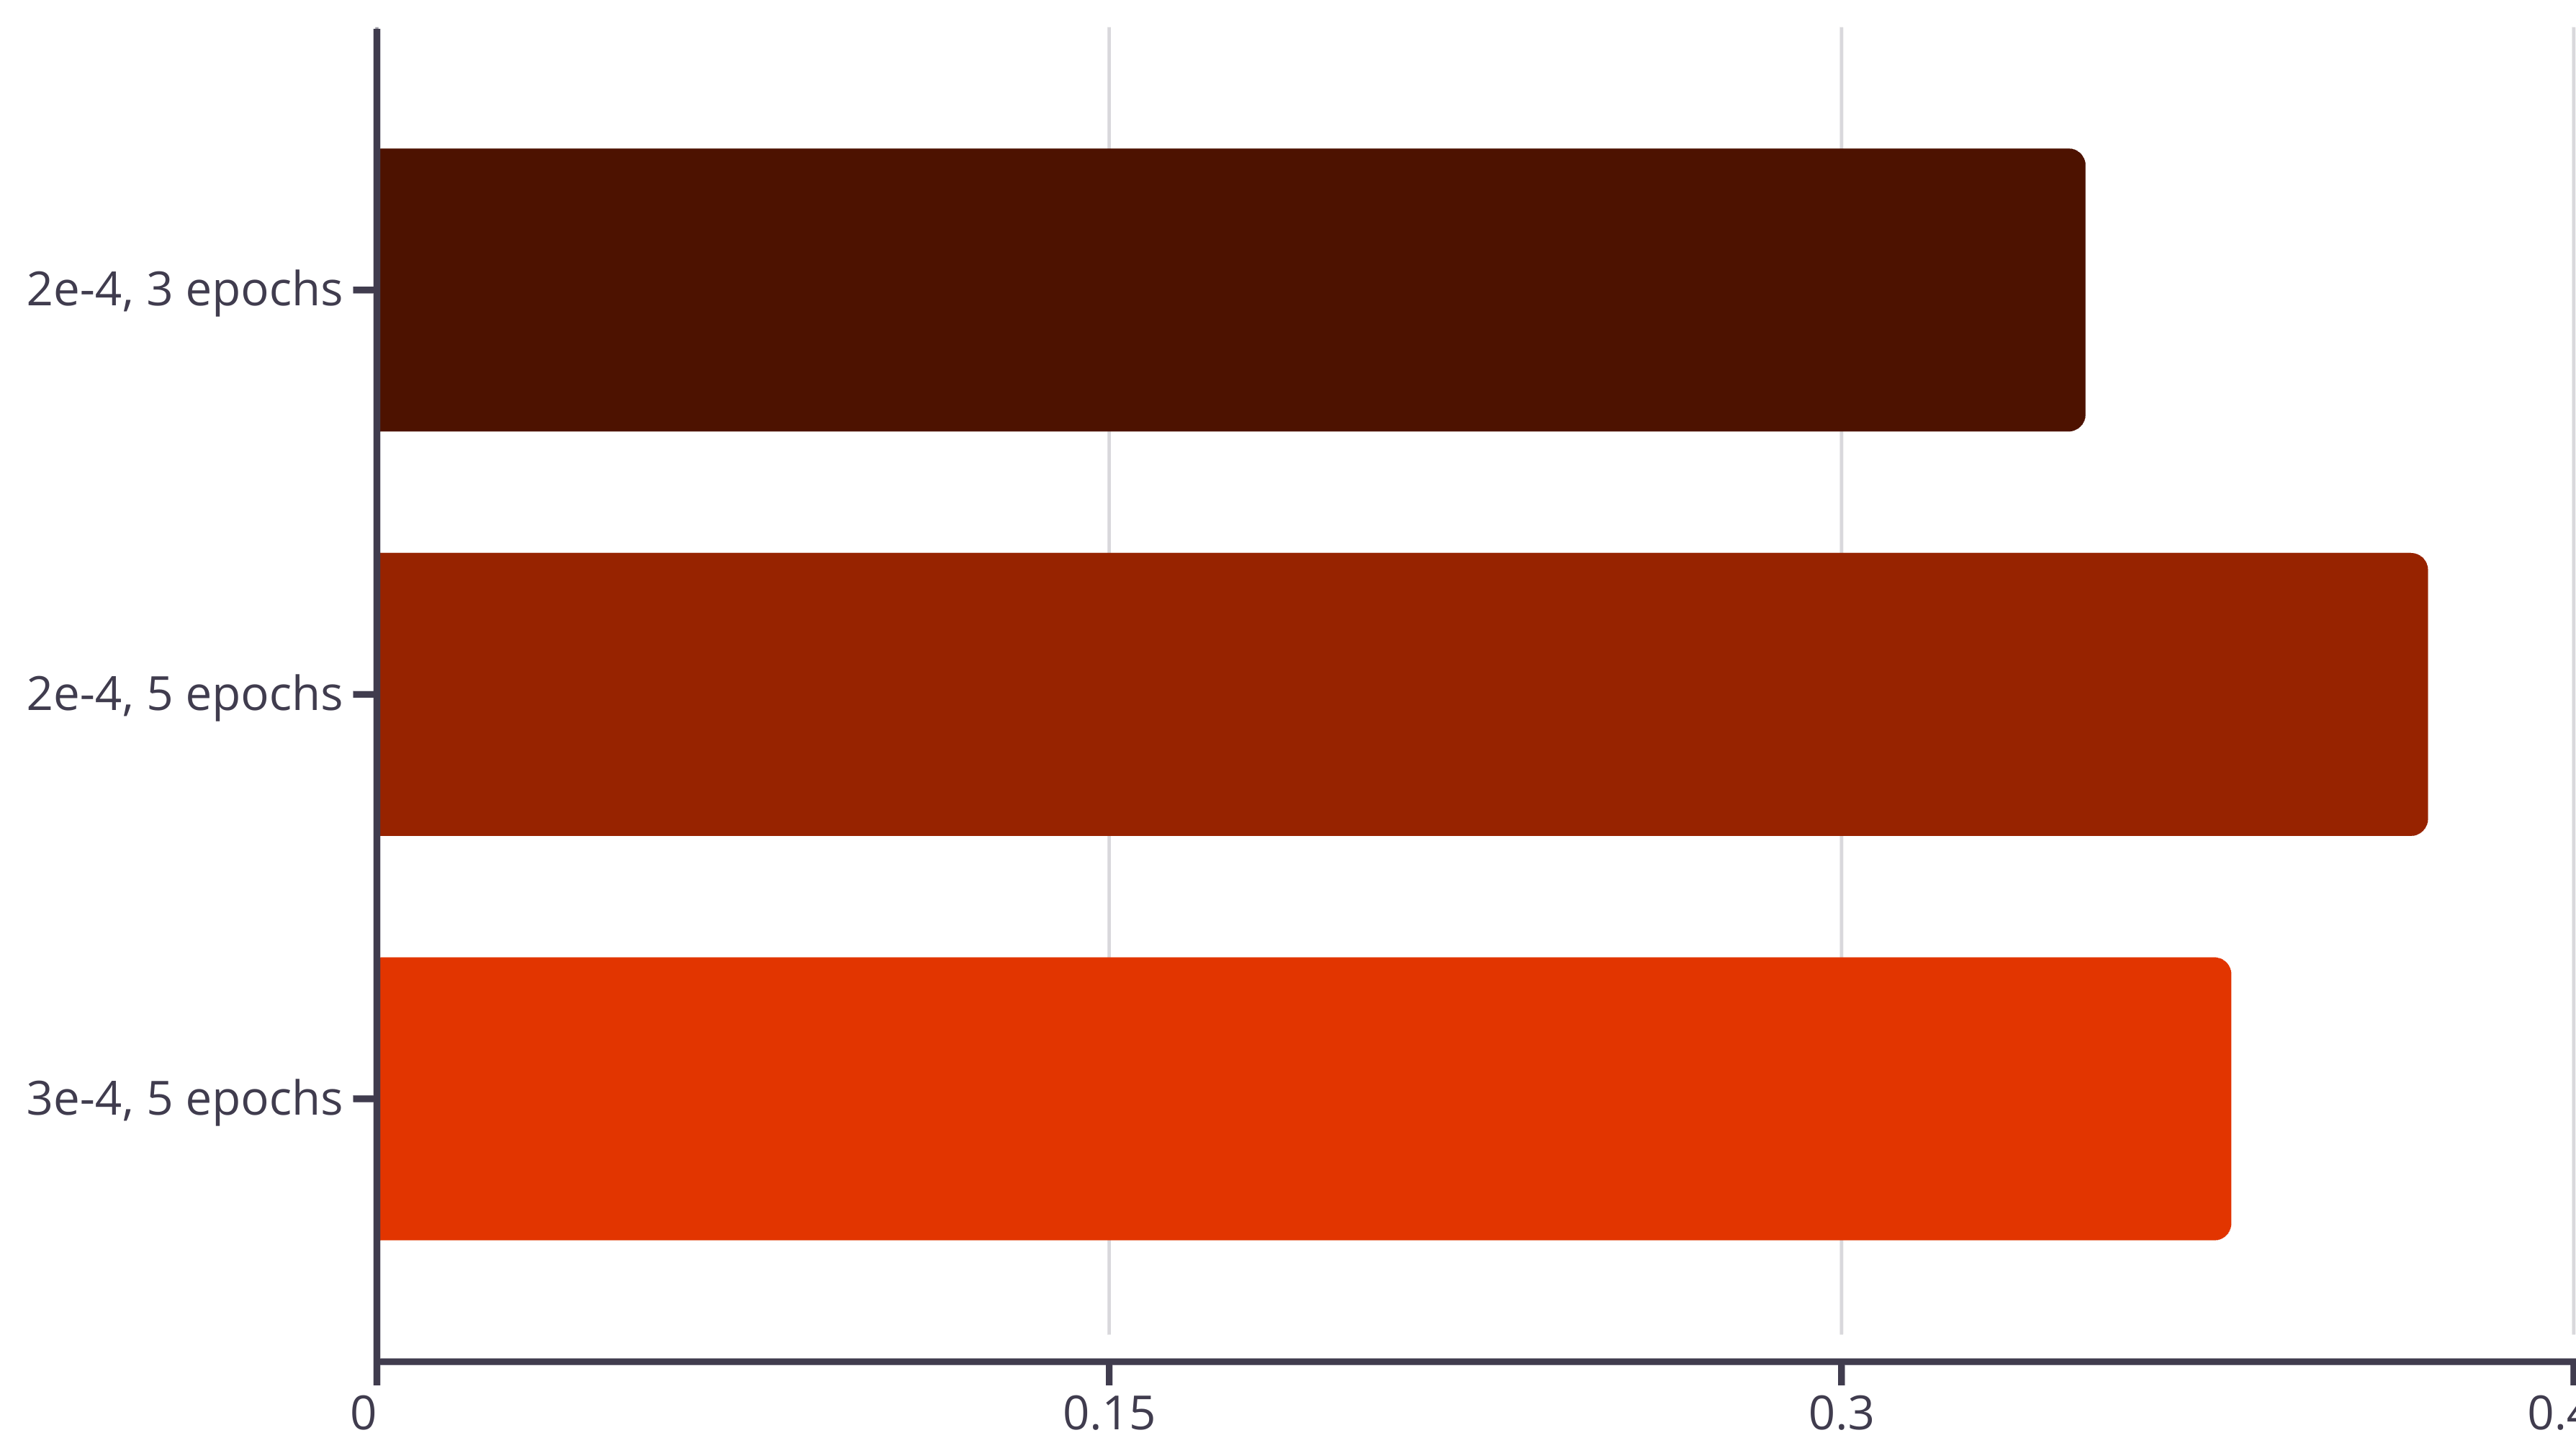 2e-4, 3 epochs
2e-4, 5 epochs
3e-4, 5 epochs
0
0.15
0.3